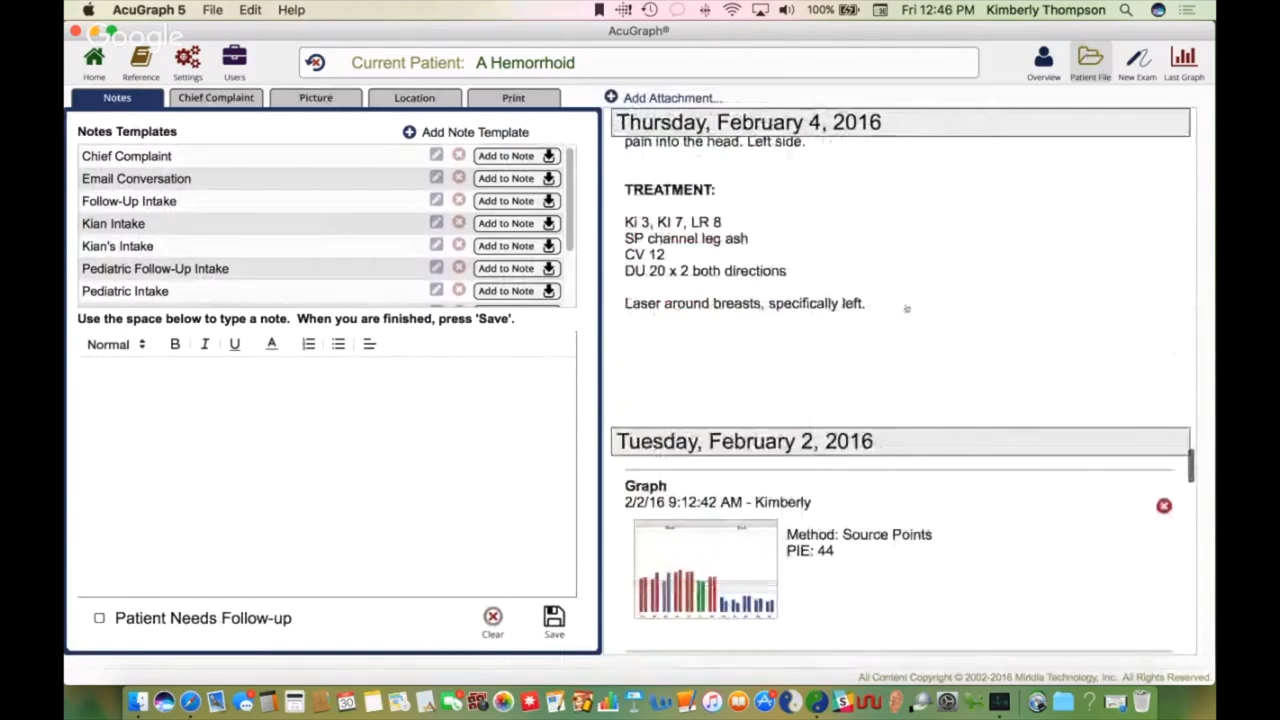 AcuGraph 5 File Edit Help
100% Fri 12:46 PM Kimberly Thompson
Google
AcuGraph®
Home Reference Settings Users
Current Patient: A Hemorrhoid
Overview Patient File New Exam Last Graph
Notes Chief Complaint Picture Location Print
Notes Templates
Add Note Template
Chief Complaint Add to Note
Email Conversation Add to Note
Follow-Up Intake Add to Note
Kian Intake Add to Note
Kian's Intake Add to Note
Pediatric Follow-Up Intake Add to Note
Pediatric Intake Add to Note
Use the space below to type a note. When you are finished, press 'Save'.
Normal B I U A
Patient Needs Follow-up
Clear Save
Add Attachment...
Thursday, February 4, 2016
pain into the head. Left side.
TREATMENT:
Ki 3, KI 7, LR 8
SP channel leg ash
CV 12
DU 20 x 2 both directions
Laser around breasts, specifically left.
Tuesday, February 2, 2016
Graph
2/2/16 9:12:42 AM - Kimberly
Method: Source Points
PIE: 44
All Content Copyright © 2002-2016 Miridia Technology, Inc. All Rights Reserved.
30